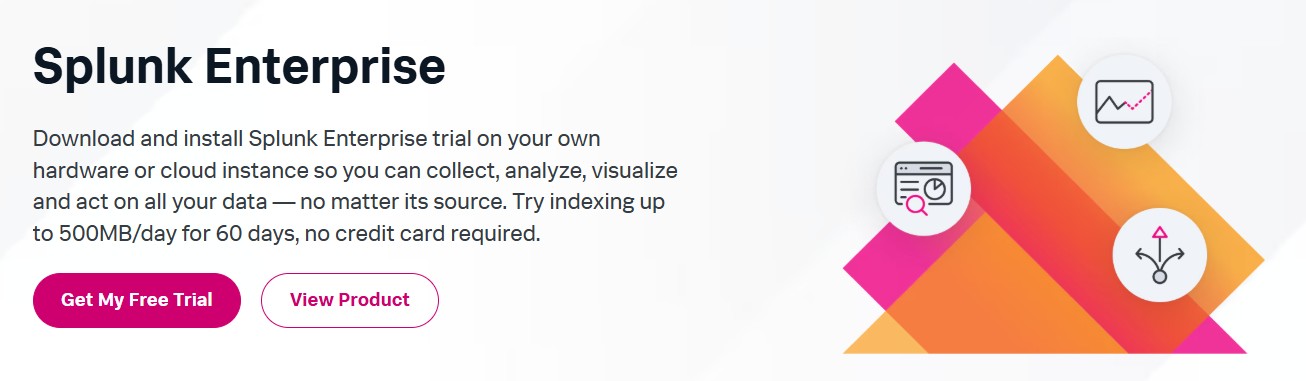 Splunk Enterprise
Download and install Splunk Enterprise trial on your own
hardware or cloud instance so you can collect, analyze, visualize
and act on all your data — no matter its source. Try indexing up
to 500MB/day for 60 days, no credit card required.
Get My Free Trial
View Product